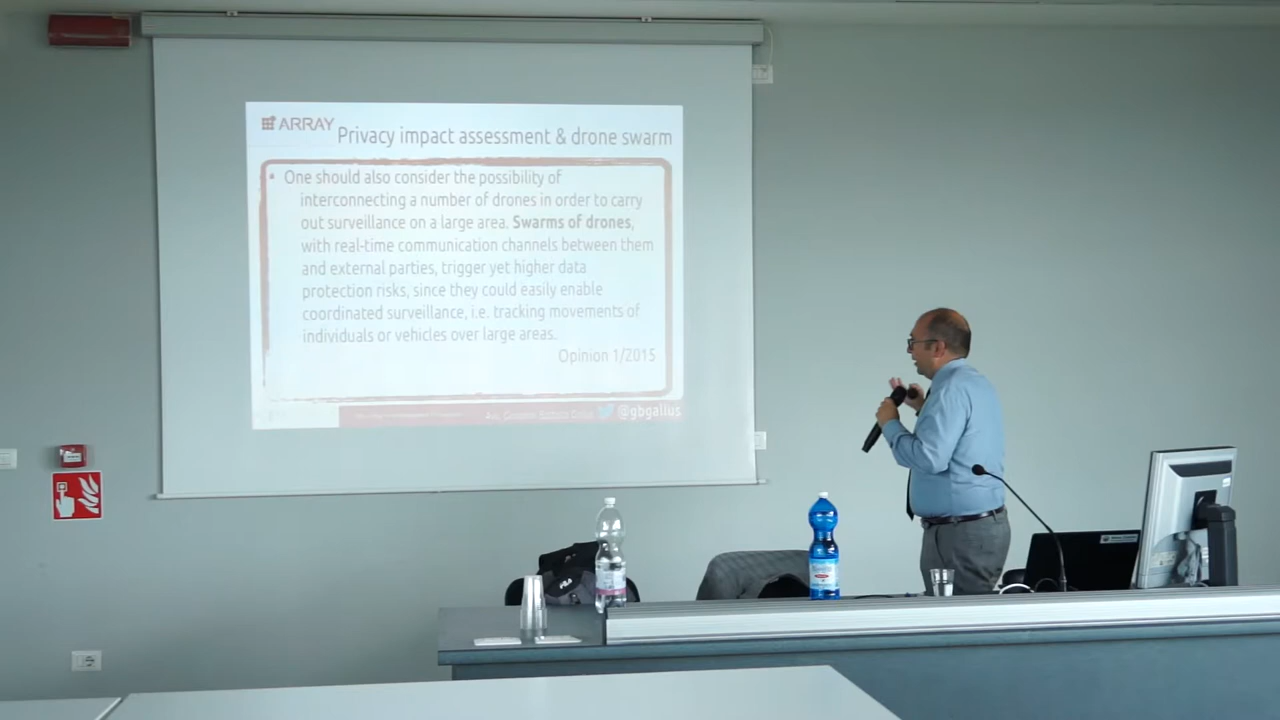 ARRAY
Privacy impact assessment & drone swarm
• One should also consider the possibility of
interconnecting a number of drones in order to carry
out surveillance on a large area. Swarms of drones,
with real-time communication channels between them
and external parties, trigger yet higher data
protection risks, since they could easily enable
coordinated surveillance, i.e. tracking movements of
individuals or vehicles over large areas.
Opinion 1/2015
@gbgallus
FILA